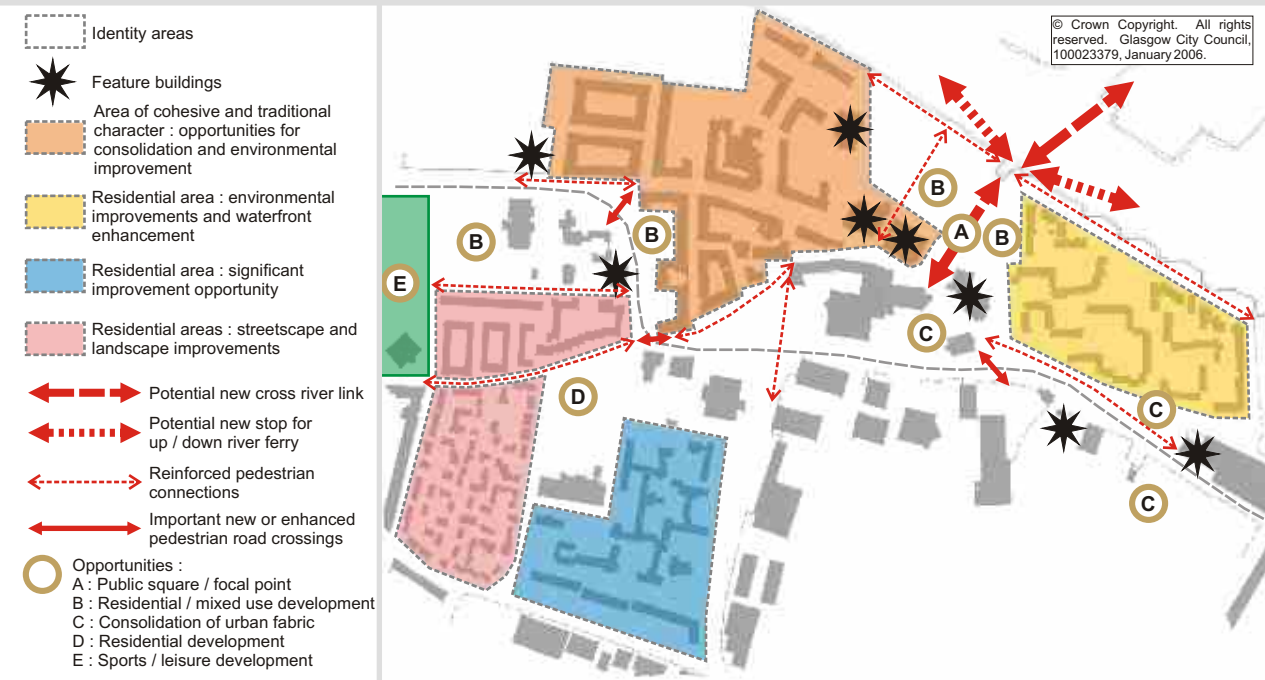 Identity areas
Feature buildings
Area of cohesive and traditional
character : opportunities for
consolidation and environmental
improvement
Residential area : environmental
improvements and waterfront
enhancement
Residential area : significant
improvement opportunity
Residential areas : streetscape and
landscape improvements
Potential new cross river link
Potential new stop for
up / down river ferry
Reinforced pedestrian
connections
Important new or enhanced
pedestrian road crossings
Opportunities :
A : Public square / focal point
B : Residential / mixed use development
C : Consolidation of urban fabric
D : Residential development
E : Sports / leisure development
© Crown Copyright. All rights
reserved. Glasgow City Council,
100023379, January 2006.
B
A
B
B
B
E
C
D
C
C